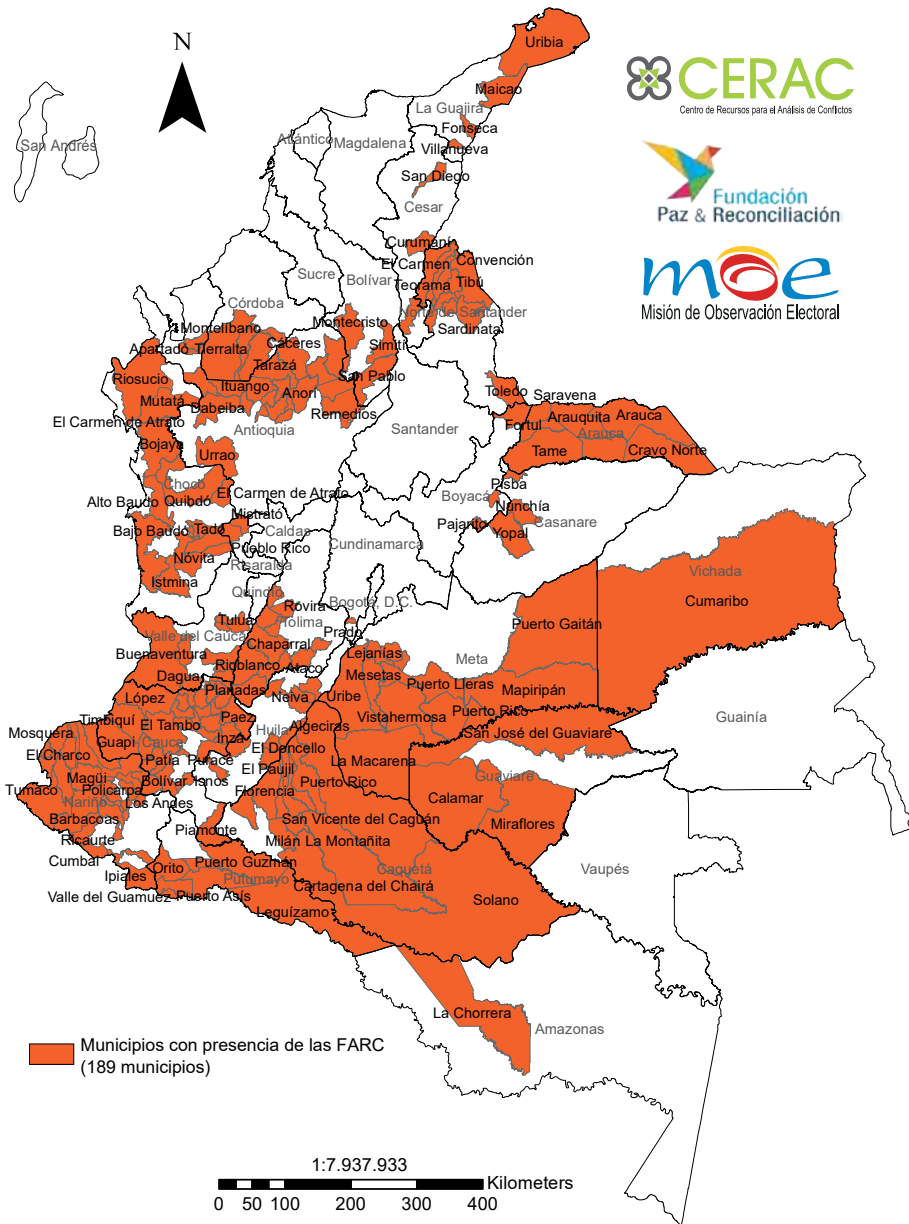 N
Uribia
CERAC
Centro de Recursos para el Análisis de Conflictos
Maicao
La Guajira
Fonseca
San Andrés
Atlántico
Magdalena
Villanueva
San Diego
Fundación
Paz & Reconciliación
Cesar
Curumaní
El Carmen
Convención
moe
Misión de Observación Electoral
Sucre
Bolívar
Teorama
Tibú
Córdoba
Norte de Santander
Montelíbano
Montecristo
Sardinata
Apartadó
Tierralta
Cáceres
Simití
Tarazá
Riosucio
Ituango
San Pablo
Anorí
Toledo
Mutatá
Dabeiba
Remedios
Saravena
El Carmen de Atrato
Antioquia
Santander
Fortul
Arauquita
Arauca
Arauca
Bojaya
Urrao
Tame
Cravo Norte
Chocó
Pisba
Alto Baudo
Quibdó
El Carmen de Atrato
Boyacá
Nunchía
Mistrató
Pajarito
Casanare
Bajo Baudó
Tadó
Caldas
Yopal
Pueblo Rico
Cundinamarca
Nóvita
Risaralda
Vichada
Istmina
Quindío
Cumaribo
Rovira
Bogotá, D.C.
Tuluá
Tolima
Puerto Gaitán
Valle del Cauca
Prado
Buenaventura
Chaparral
Lejanías
Meta
Rioblanco
Ataco
Dagua
Mesetas
Planadas
Puerto Lleras
Mapiripán
López
Neiva
Uribe
Guainía
Páez
Vistahermosa
Puerto Rico
Timbiquí
El Tambo
Algeciras
Mosquera
Guapi
Cauca
Inzá
Huila
San José del Guaviare
El Charco
El Doncello
Patía
Puracé
La Macarena
El Paujil
Magüi
Bolívar
Isnos
Puerto Rico
Guaviare
Tumaco
Policarpa
Florencia
Calamar
Nariño
Los Andes
Barbacoas
San Vicente del Caguán
Miraflores
Piamonte
Ricaurte
Milán
La Montañita
Cumbal
Orito
Puerto Guzmán
Caquetá
Vaupés
Ipiales
Putumayo
Cartagena del Chairá
Valle del Guamuez
Puerto Asís
Solano
Leguízamo
La Chorrera
Amazonas
Municipios con presencia de las FARC
(189 municipios)
1:7.937.933
Kilometers
0 50 100 200 300 400